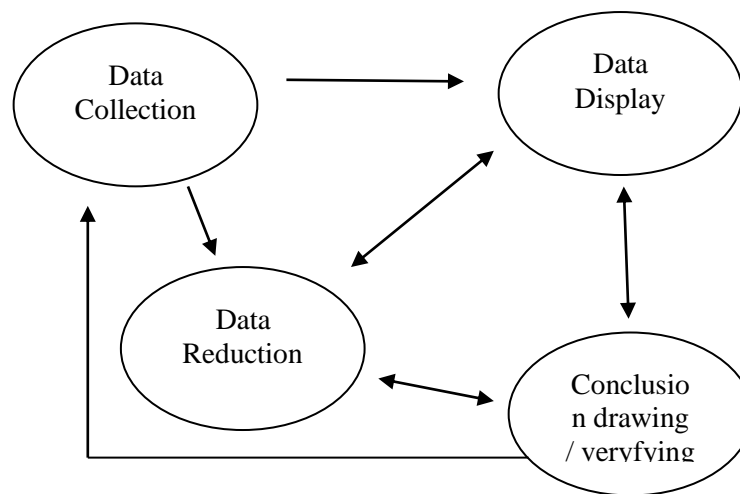 Data
Collection
Data
Display
Data
Reduction
Conclusio
n drawing
/ veryfying